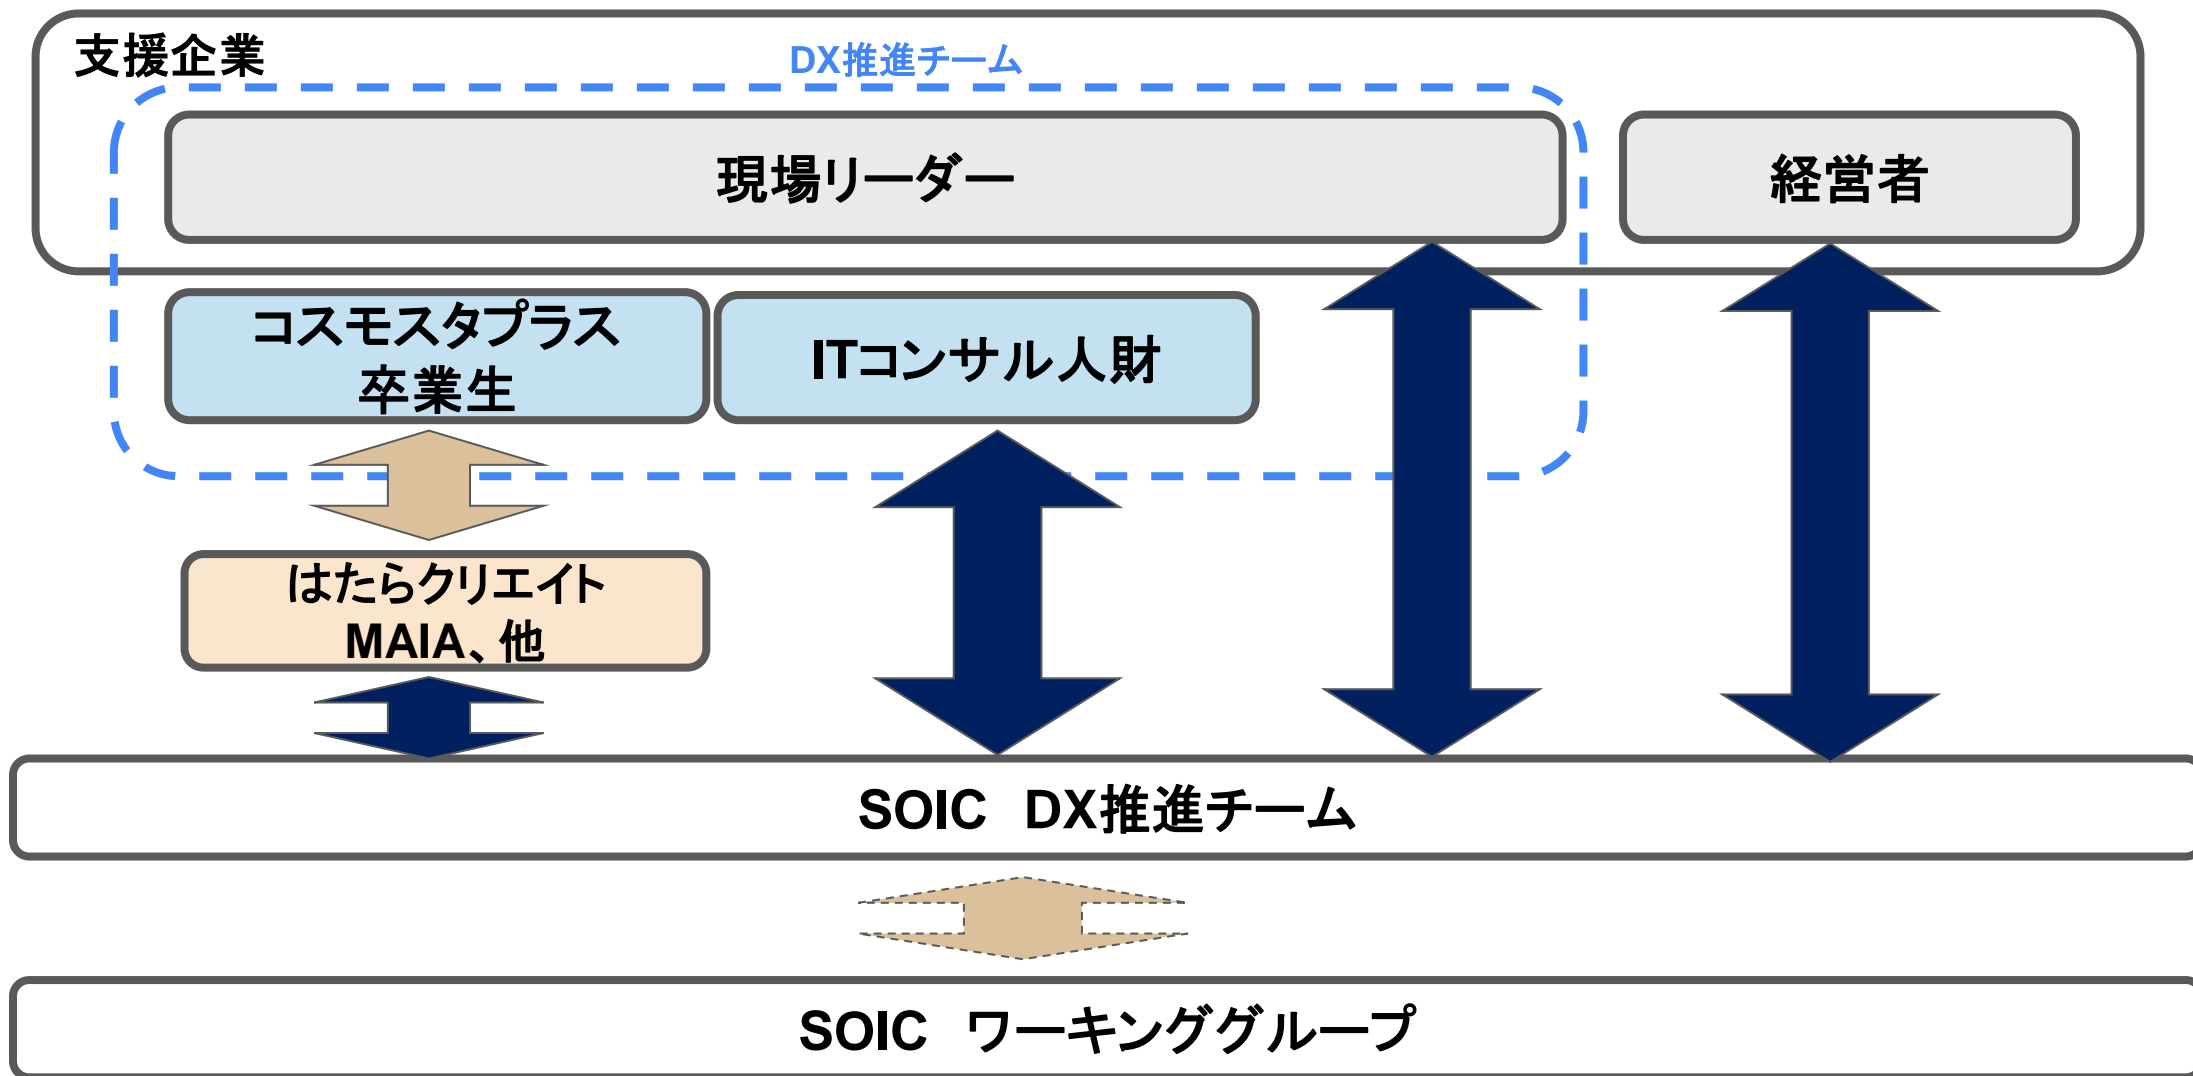 支援企業
DX推進チーム
現場リーダー
経営者
コスモスタプラス
卒業生
ITコンサル人財
はたらクリエイト
MAIA、他
SOIC　DX推進チーム
SOIC　ワーキンググループ